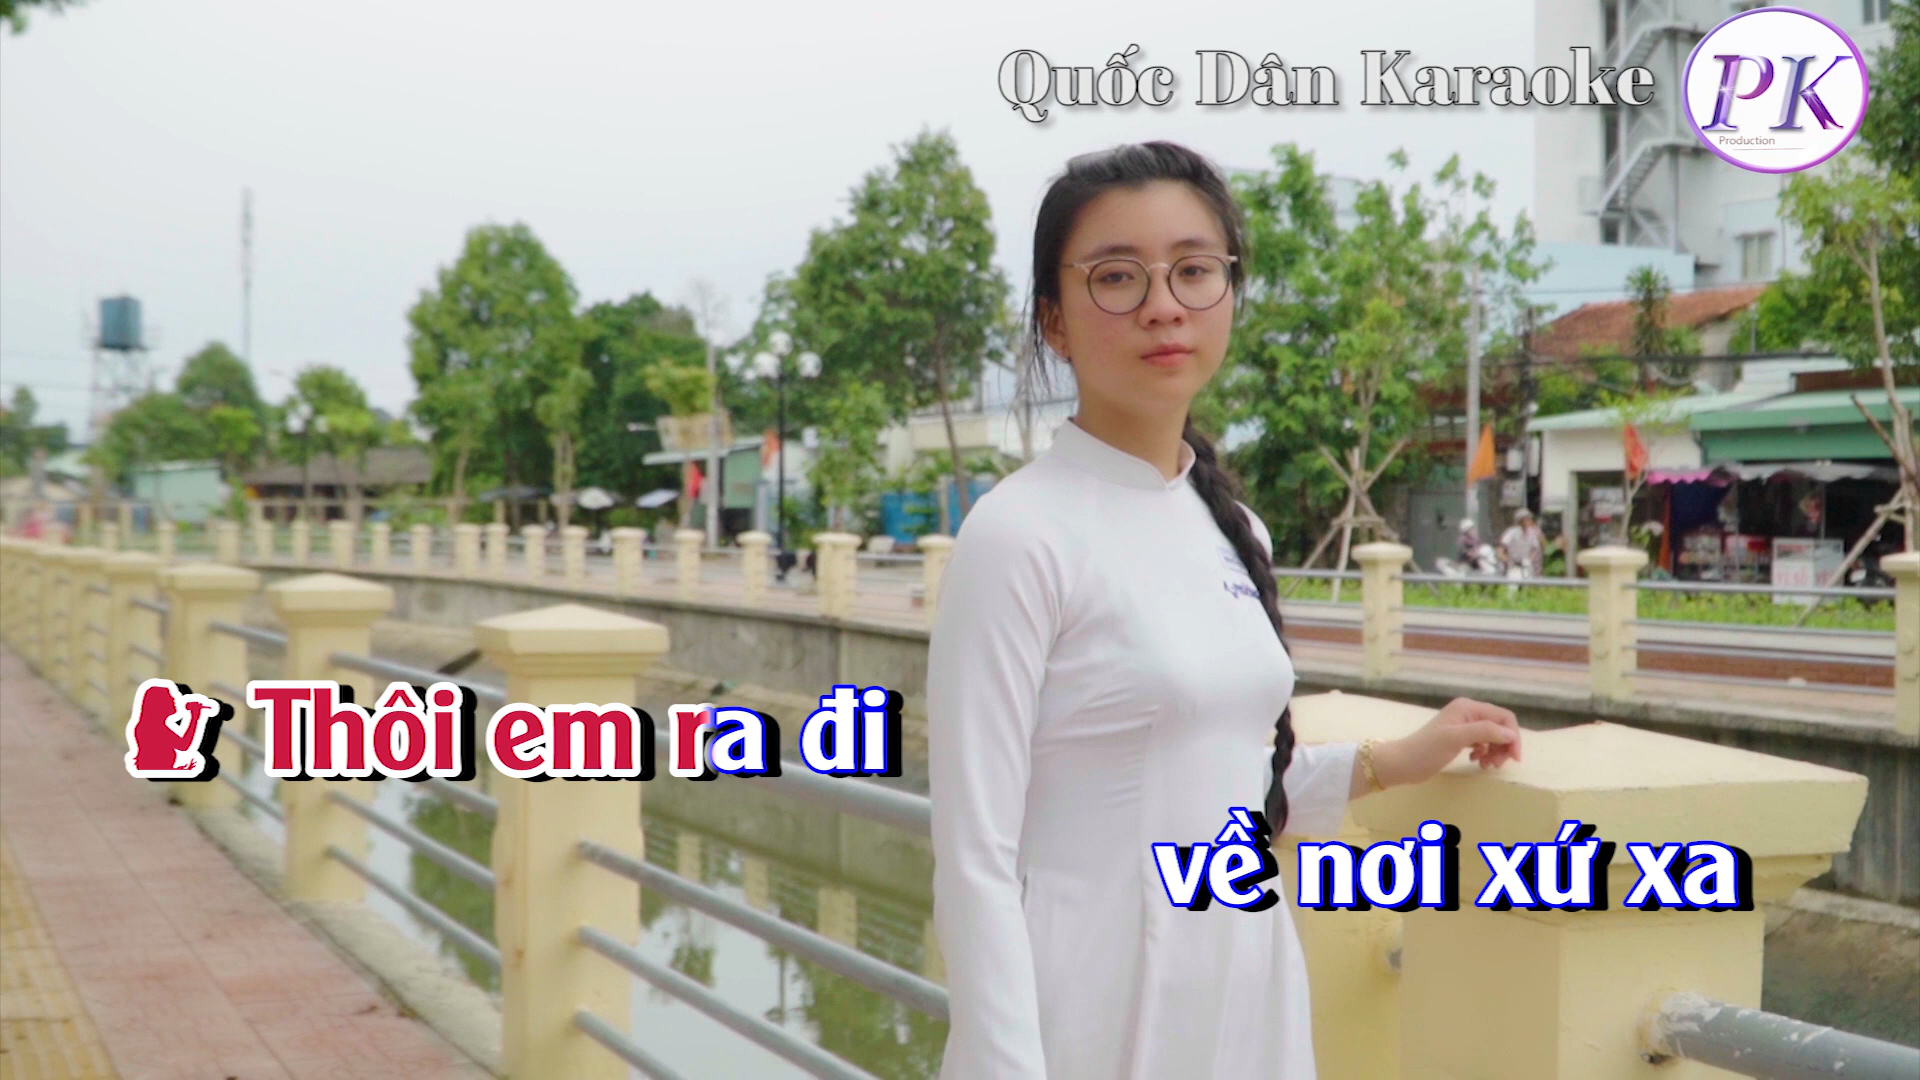 Quốc Dân Karaoke
PK
Production
Thôi em ra đi
về nơi xứ xa